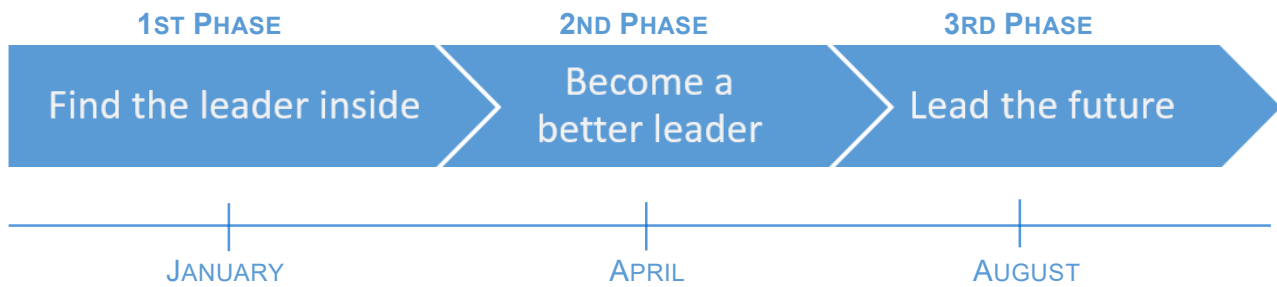 1ST PHASE 2ND PHASE 3RD PHASE
Find the leader inside
Become a
better leader
Lead the future
JANUARY APRIL AUGUST